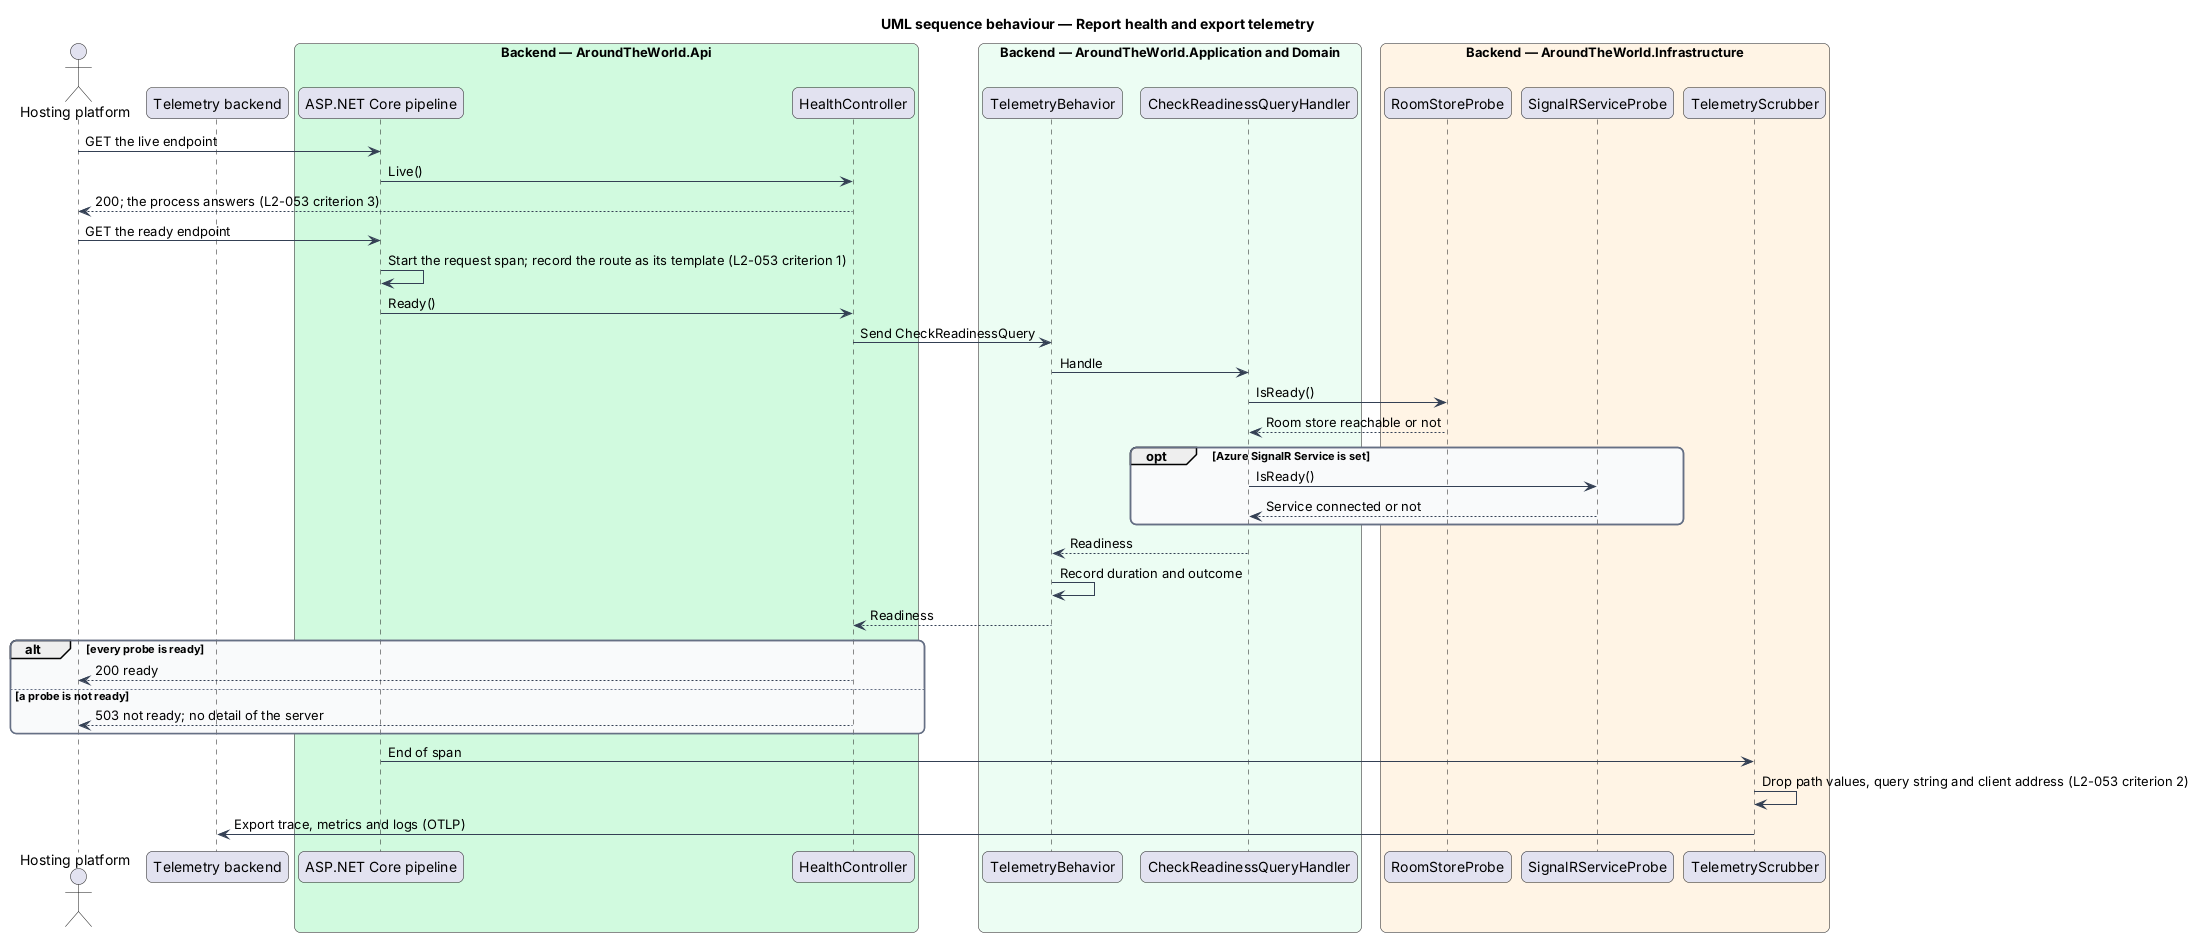 UML sequence behaviour — Report health and export telemetry
Backend — AroundTheWorld.Api
Backend — AroundTheWorld.Application and Domain
Backend — AroundTheWorld.Infrastructure
Hosting platform
Telemetry backend
ASP.NET Core pipeline
HealthController
TelemetryBehavior
CheckReadinessQueryHandler
RoomStoreProbe
SignalRServiceProbe
TelemetryScrubber
GET the live endpoint
Live()
200; the process answers (L2-053 criterion 3)
GET the ready endpoint
Start the request span; record the route as its template (L2-053 criterion 1)
Ready()
Send CheckReadinessQuery
Handle
IsReady()
Room store reachable or not
opt
[Azure SignalR Service is set]
IsReady()
Service connected or not
Readiness
Record duration and outcome
Readiness
alt
[every probe is ready]
200 ready
[a probe is not ready]
503 not ready; no detail of the server
End of span
Drop path values, query string and client address (L2-053 criterion 2)
Export trace, metrics and logs (OTLP)
Hosting platform
Telemetry backend
ASP.NET Core pipeline
HealthController
TelemetryBehavior
CheckReadinessQueryHandler
RoomStoreProbe
SignalRServiceProbe
TelemetryScrubber